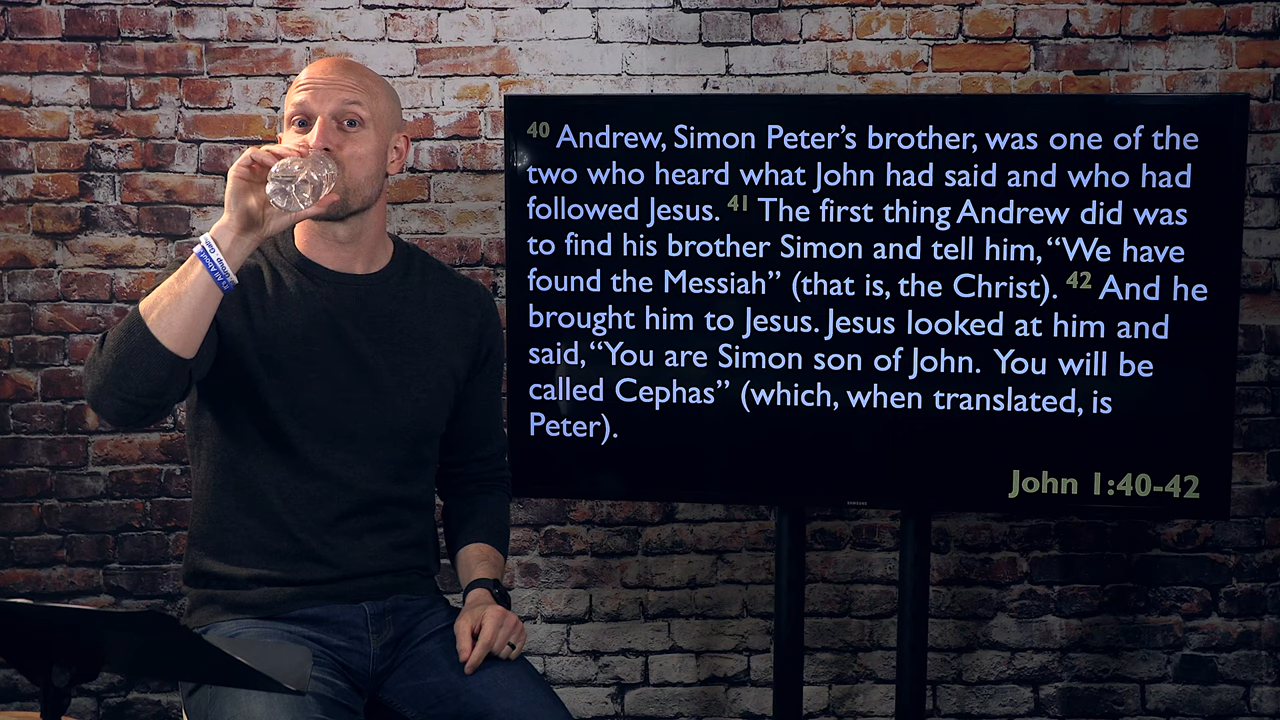 40 Andrew, Simon Peter’s brother, was one of the
two who heard what John had said and who had
followed Jesus. 41 The first thing Andrew did was
to find his brother Simon and tell him, “We have
found the Messiah” (that is, the Christ). 42 And he
brought him to Jesus. Jesus looked at him and
said, “You are Simon son of John. You will be
called Cephas” (which, when translated, is
Peter).
John 1:40-42
SAMSUNG
It's All About